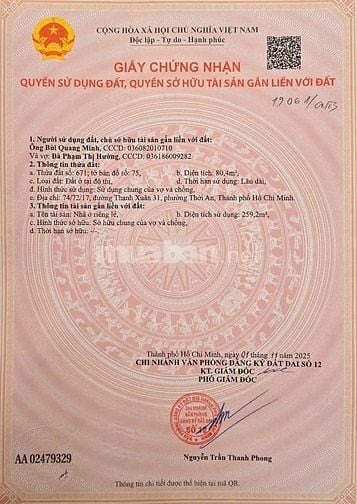 CỘNG HÒA XÃ HỘI CHỦ NGHĨA VIỆT NAM
Độc lập - Tự do - Hạnh phúc
GIẤY CHỨNG NHẬN
QUYỀN SỬ DỤNG ĐẤT, QUYỀN SỞ HỮU TÀI SẢN GẮN LIỀN VỚI ĐẤT
1. Người sử dụng đất, chủ sở hữu tài sản gắn liền với đất:
Ông Bùi Quang Minh, CCCD: 036082010710
Và vợ: Bà Phạm Thị Hường, CCCD: 036186009282
2. Thông tin thửa đất:
a. Thửa đất số: 671; tờ bản đồ số: 75, b. Diện tích: 80,4m².
c. Loại đất: Đất ở tại đô thị, d. Thời hạn sử dụng: Lâu dài,
đ. Hình thức sử dụng: Sử dụng chung của vợ và chồng,
e. Địa chỉ: 74/72/17, đường Thạnh Xuân 31, phường Thới An, Thành phố Hồ Chí Minh.
3. Thông tin tài sản gắn liền với đất:
a. Tên tài sản: Nhà ở riêng lẻ, b. Diện tích sử dụng: 259,2m².
c. Hình thức sở hữu: Sở hữu chung của vợ và chồng,
d. Thời hạn sở hữu: -/-.
muaban.net
Thành phố Hồ Chí Minh, ngày 01 11 2025
CHI NHÁNH VĂN PHÒNG ĐĂNG KÝ ĐẤT ĐAI SỐ 12
KT. GIÁM ĐỐC
PHÓ GIÁM ĐỐC
Nguyễn Trần Thanh Phong
AA 02479329
Thông tin chi tiết được thể hiện tại mã QR.